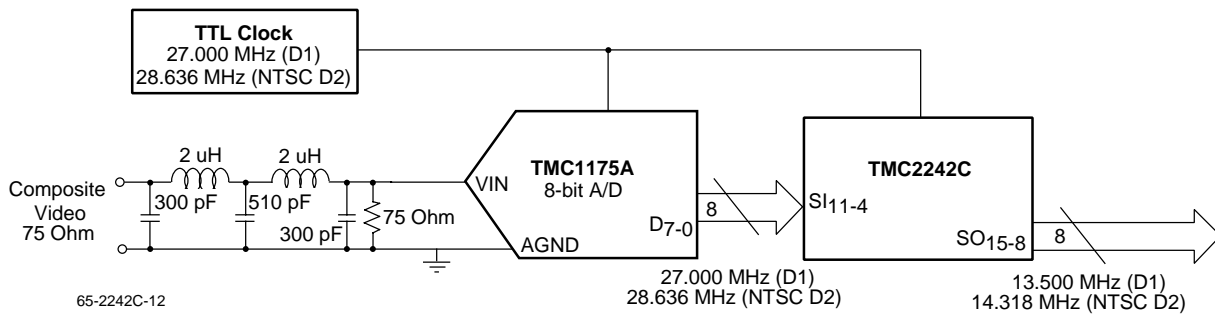 TTL Clock
27.000 MHz (D1)
28.636 MHz (NTSC D2)
2 uH
2 uH
TMC1175A
8-bit A/D
TMC2242C
VIN
Composite
Video
75 Ohm
300 pF
510 pF
300 pF
75 Ohm
8
SI11-4
D7-0
AGND
SO15-8
8
27.000 MHz (D1)
28.636 MHz (NTSC D2)
13.500 MHz (D1)
14.318 MHz (NTSC D2)
65-2242C-12